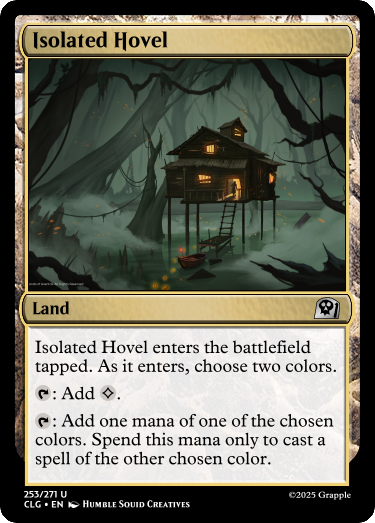 Isolated Hovel
Land
Isolated Hovel enters the battlefield
tapped. As it enters, choose two colors.
: Add .
: Add one mana of one of the chosen
colors. Spend this mana only to cast a
spell of the other chosen color.
253/271 U
CLG • EN Humble Squid Creatives
©2025 Grapple